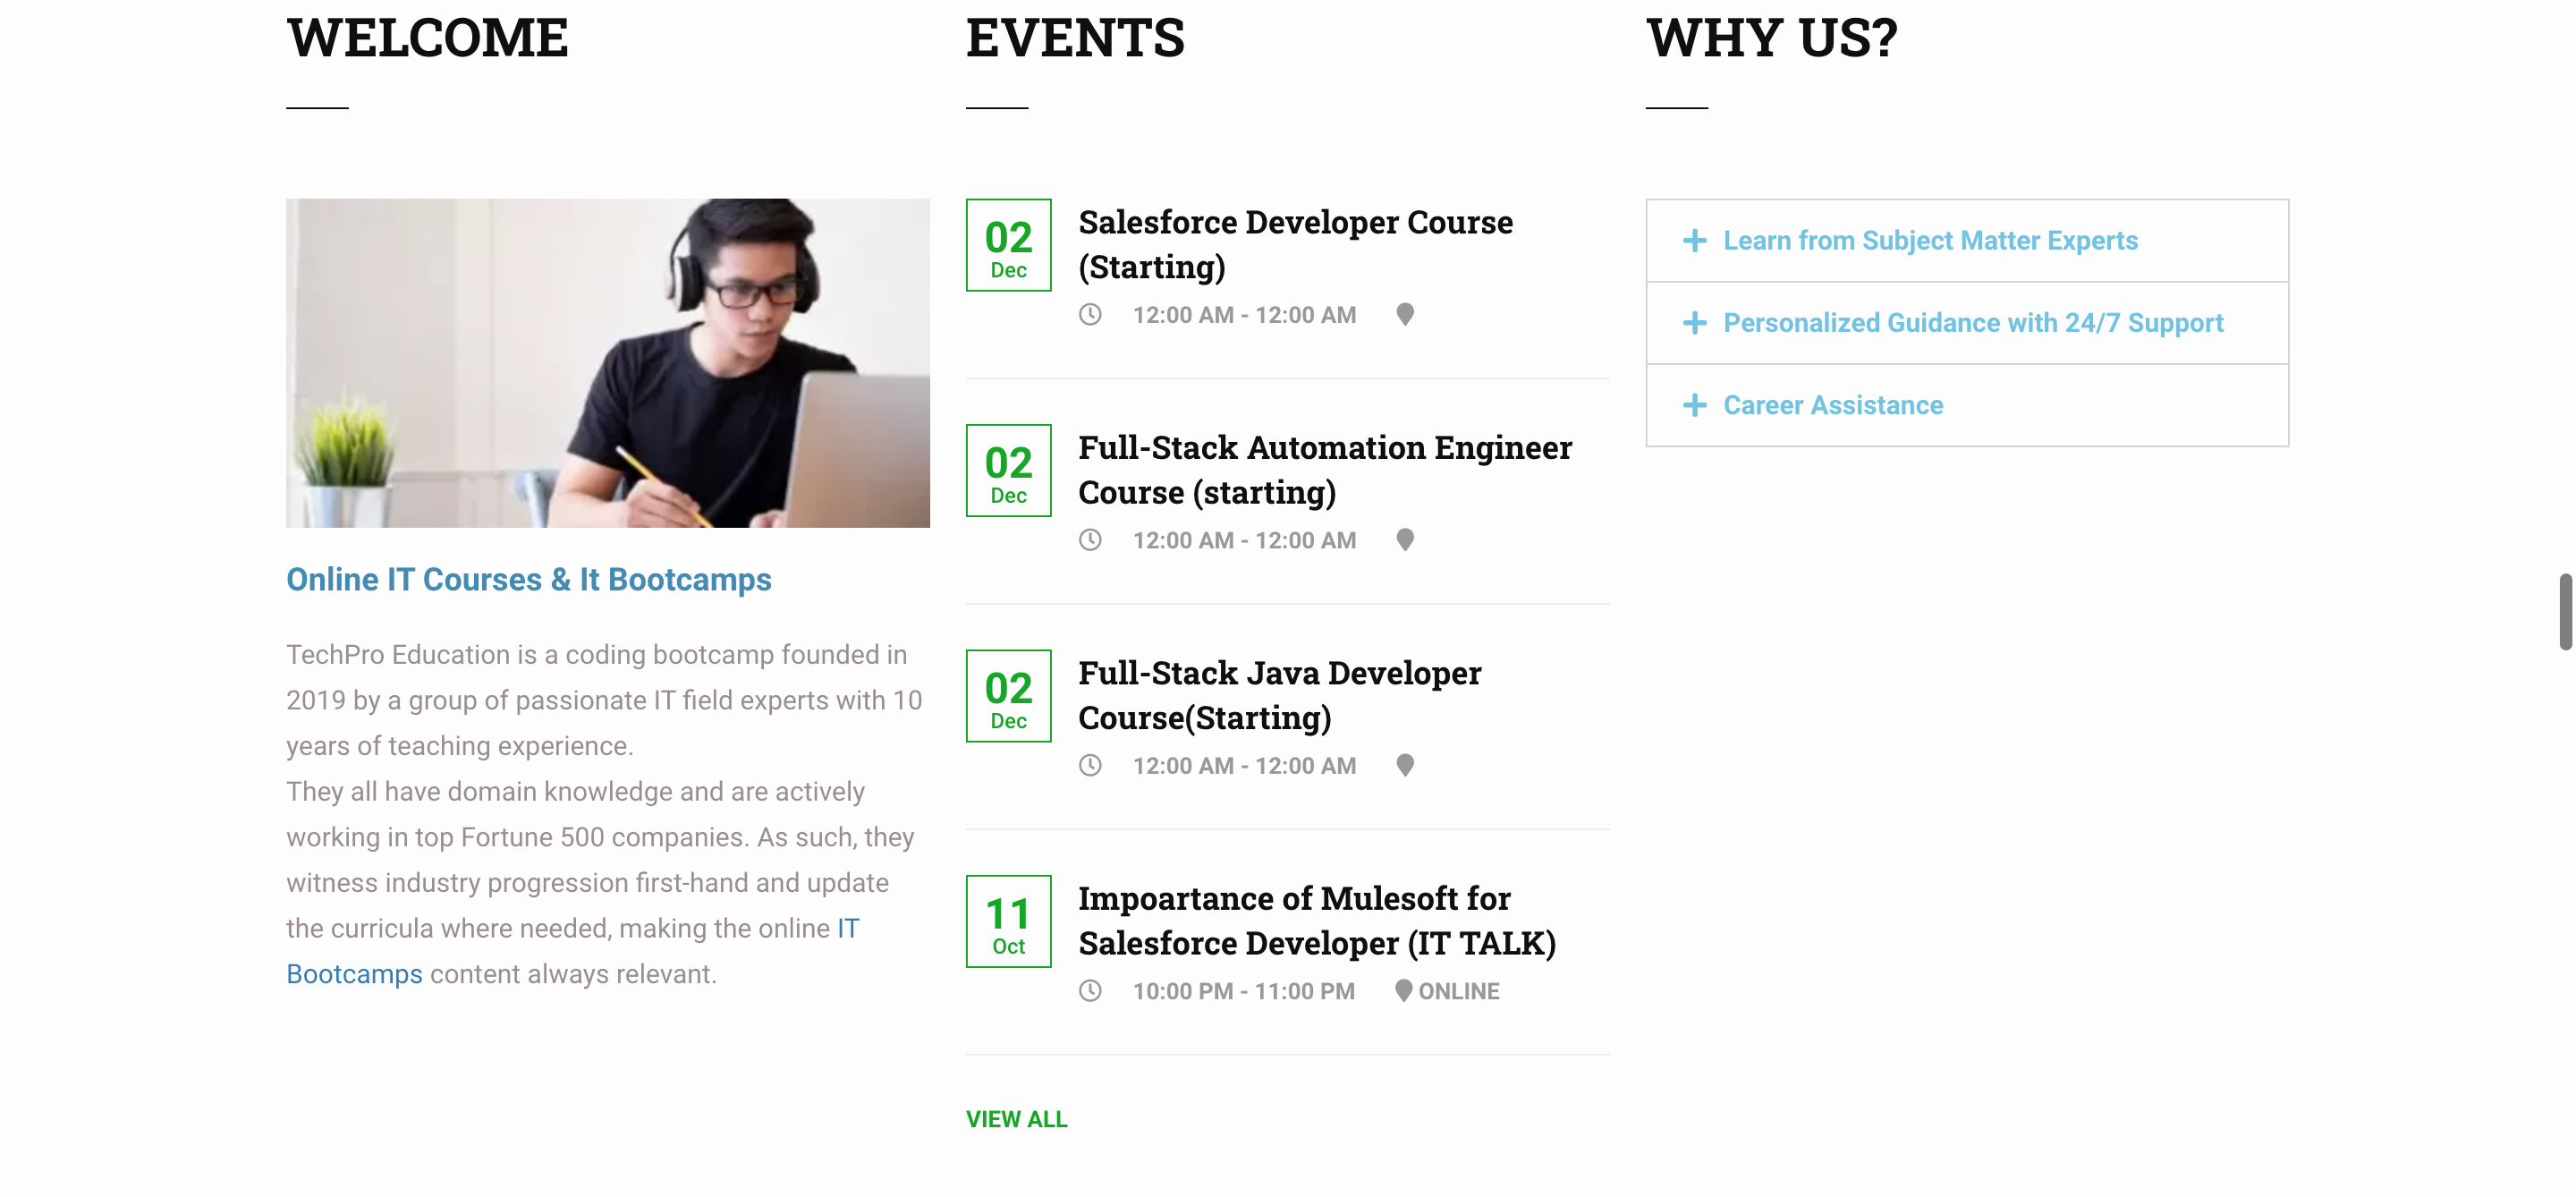 WELCOME
Online IT Courses & It Bootcamps
TechPro Education is a coding bootcamp founded in
2019 by a group of passionate IT field experts with 10
years of teaching experience.
They all have domain knowledge and are actively
working in top Fortune 500 companies. As such, they
witness industry progression first-hand and update
the curricula where needed, making the online IT
Bootcamps content always relevant.
EVENTS
02
Dec
Salesforce Developer Course
(Starting)
12:00 AM - 12:00 AM
02
Dec
Full-Stack Automation Engineer
Course (starting)
12:00 AM - 12:00 AM
02
Dec
Full-Stack Java Developer
Course(Starting)
12:00 AM - 12:00 AM
11
Oct
Impoartance of Mulesoft for
Salesforce Developer (IT TALK)
10:00 PM - 11:00 PM ONLINE
VIEW ALL
WHY US?
Learn from Subject Matter Experts
Personalized Guidance with 24/7 Support
Career Assistance